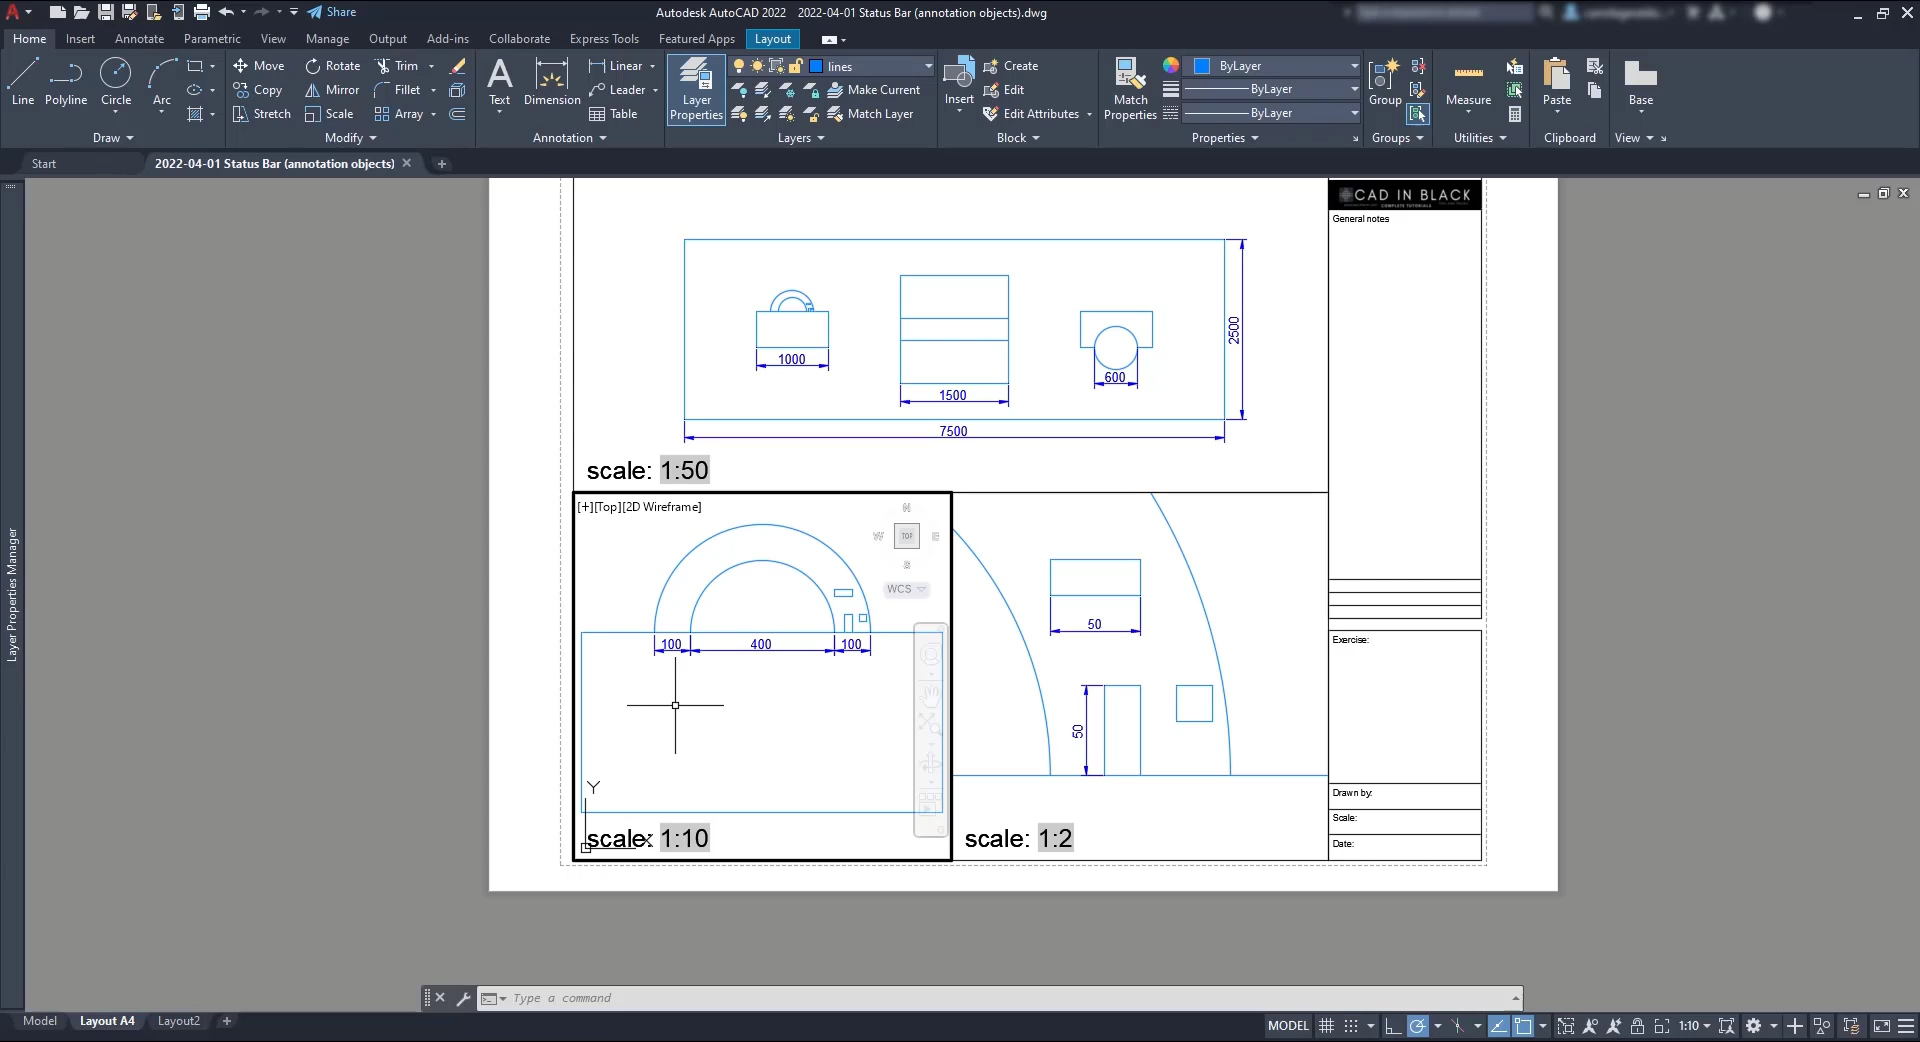 Share
Autodesk AutoCAD 2022 2022-04-01 Status Bar (annotation objects).dwg
Home Insert Annotate Parametric View Manage Output Add-ins Collaborate Express Tools Featured Apps Layout
Move Rotate Trim
Linear
lines
Create
ByLayer
Line Polyline Circle Arc
Copy Mirror Fillet
Text Dimension
Leader
Layer Properties
Make Current
Insert
Edit
Match Properties
ByLayer
Group
Measure
Paste
Base
Stretch Scale Array
Table
Match Layer
Edit Attributes
ByLayer
Draw
Modify
Annotation
Layers
Block
Properties
Groups
Utilities
Clipboard
View
Start
2022-04-01 Status Bar (annotation objects)
CAD IN BLACK
COMPLETE TUTORIALS
General notes
1000
1500
600
2500
7500
scale: 1:50
[+][Top][2D Wireframe]
N
W TOP E
S
WCS
100 400 100
Y
X
scale: 1:10
50
50
scale: 1:2
Exercise:
Drawn by:
Scale:
Date:
Layer Properties Manager
Type a command
Model Layout A4 Layout2
MODEL
1:10